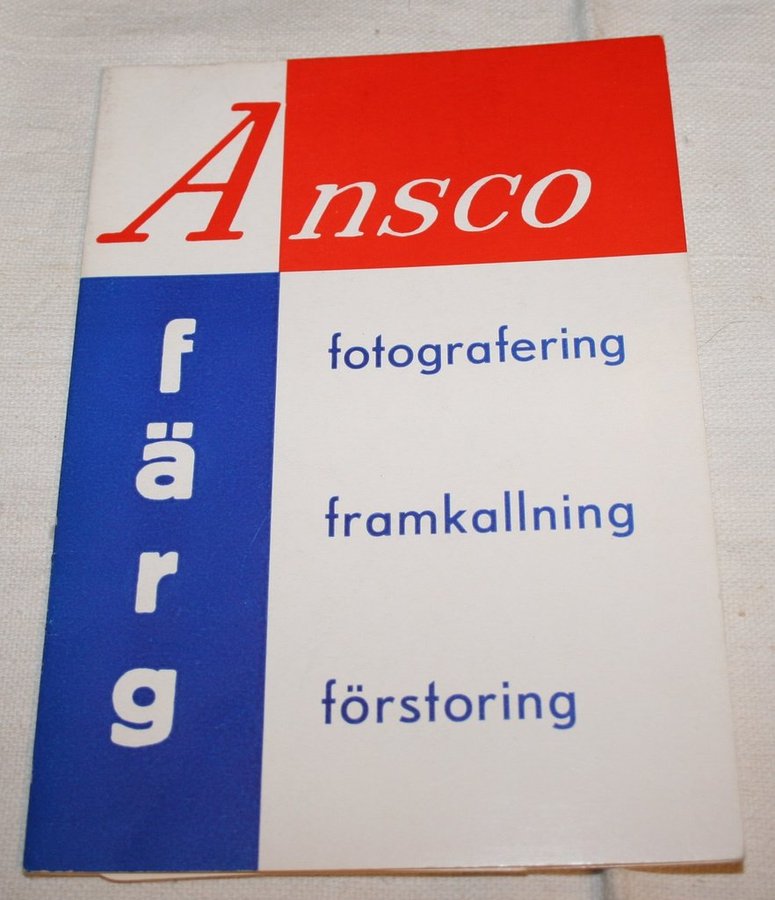 Ansco
färg
fotografering
framkallning
förstoring